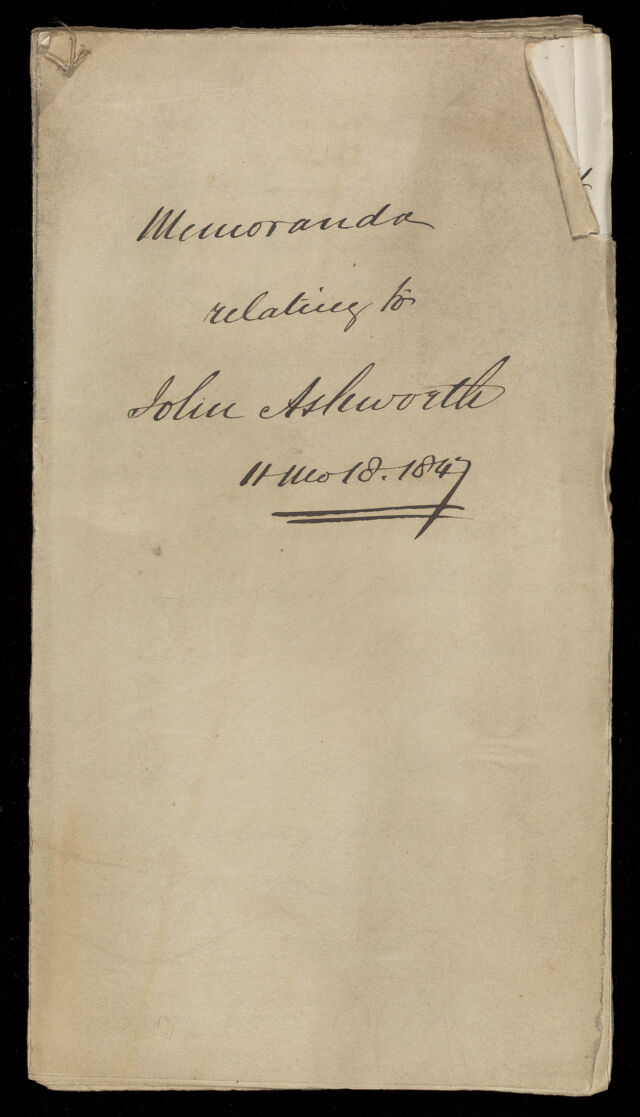 Memoranda
relating to
John Ashworth
11 Mo 18. 1847